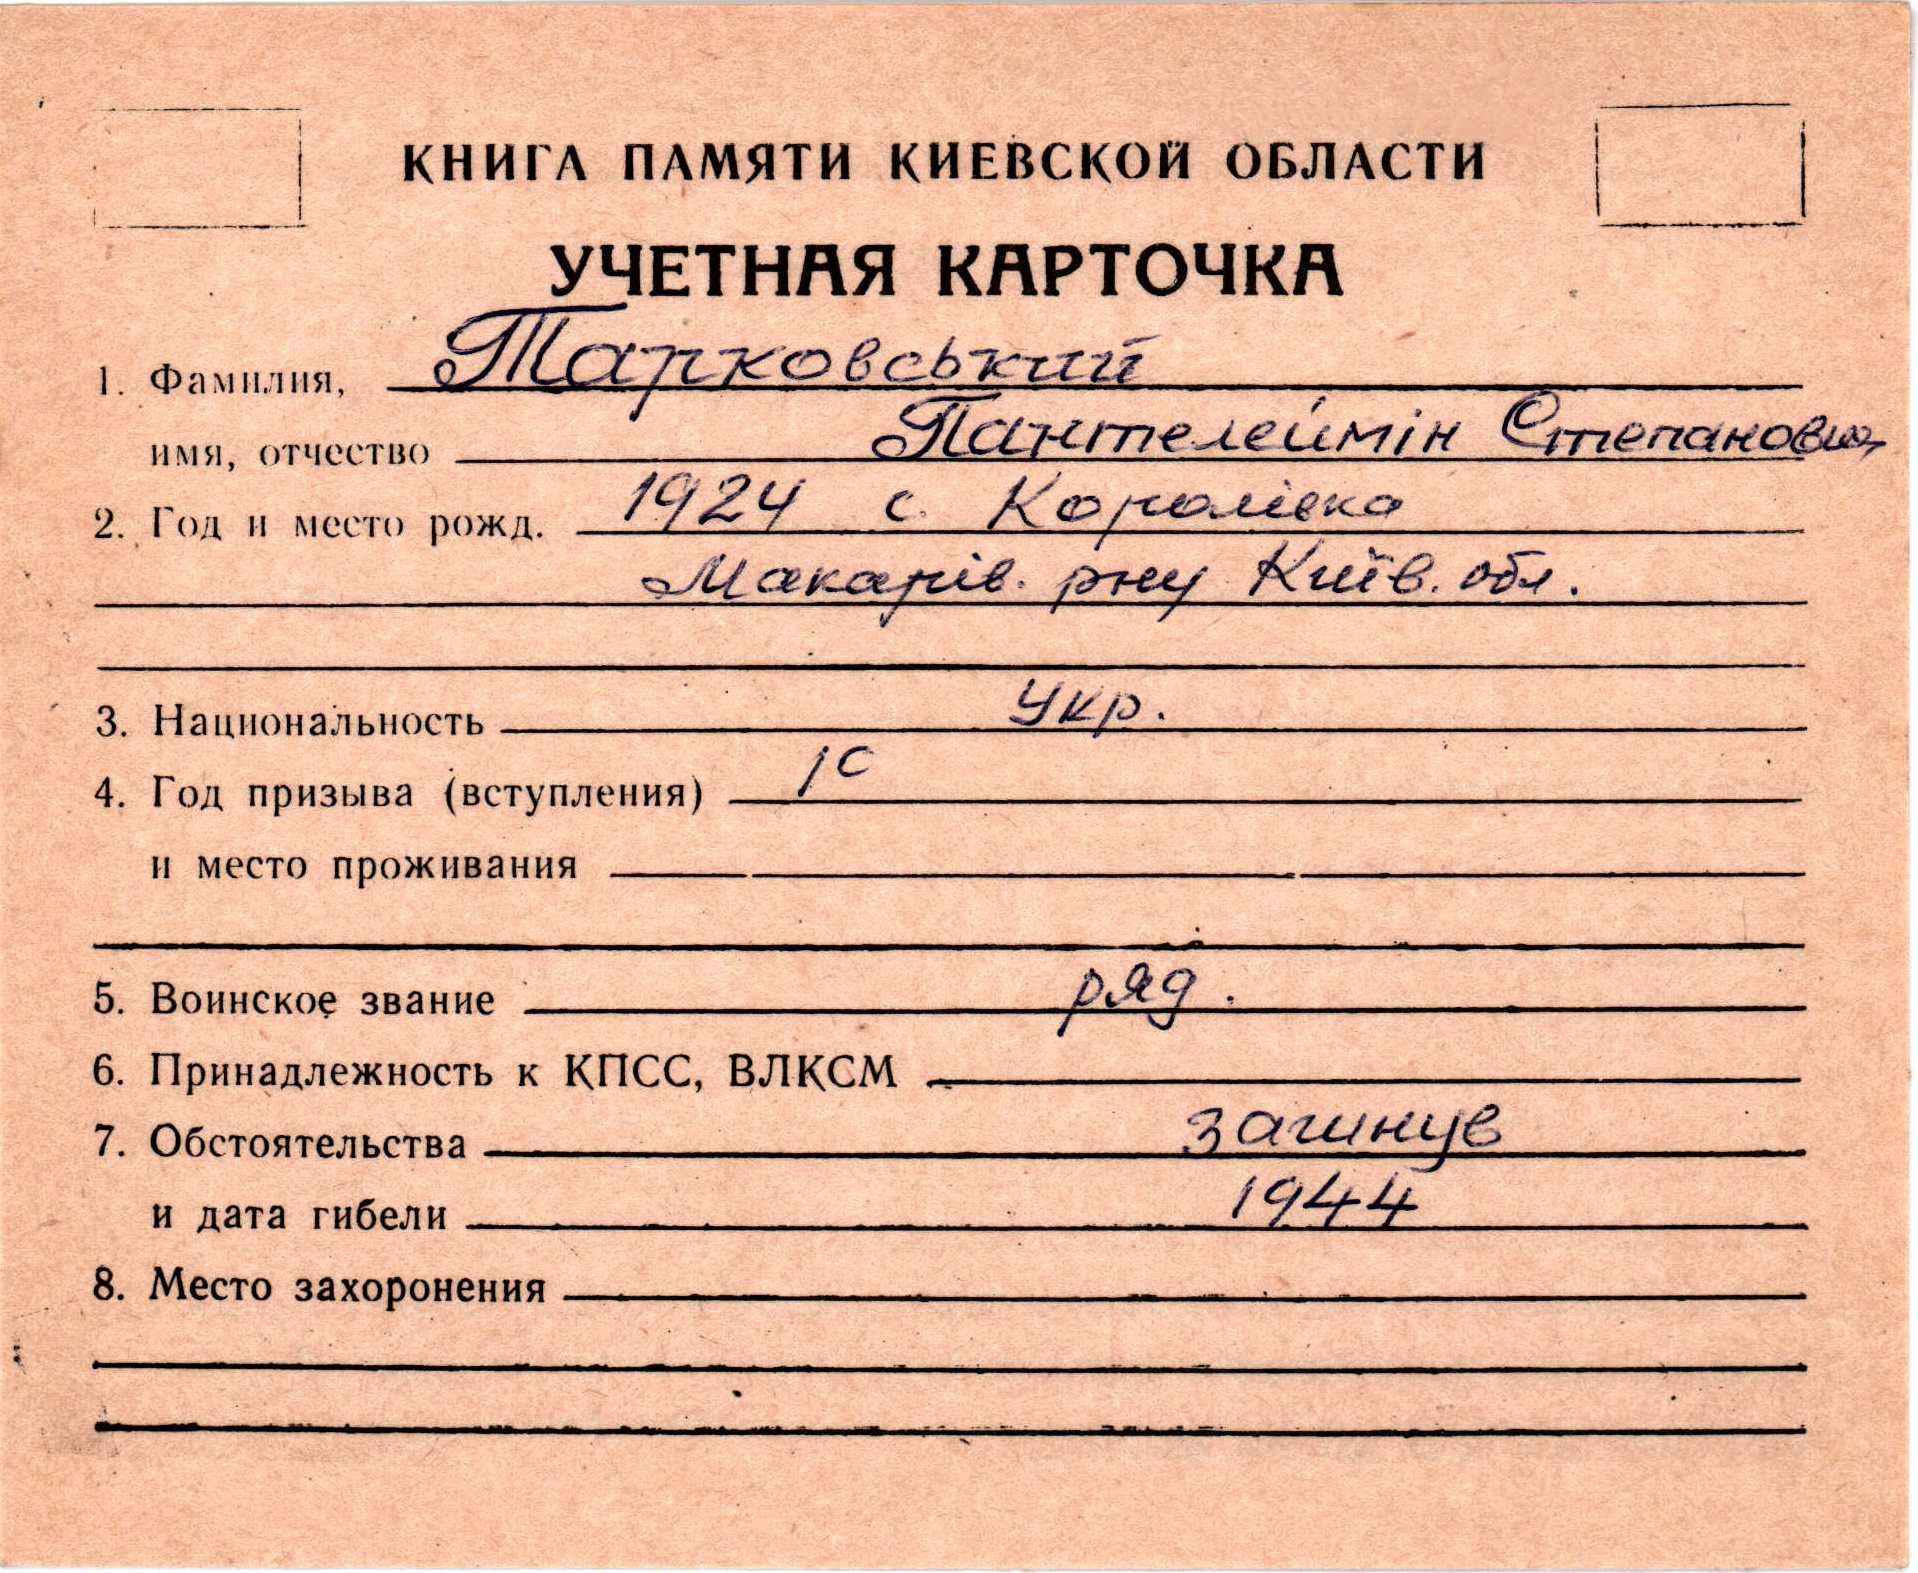 КНИГА ПАМЯТИ КИЕВСКОЙ ОБЛАСТИ
УЧЕТНАЯ КАРТОЧКА
1. Фамилия, Тарковський
имя, отчество Пантелеймін Степанович
2. Год и место рожд. 1924 с. Королівка
Макарів. рну Київ. обл.
3. Национальность Укр.
4. Год призыва (вступления)
и место проживания
5. Воинское звание ряд.
6. Принадлежность к КПСС, ВЛКСМ
7. Обстоятельства загинув
и дата гибели 1944
8. Место захоронения